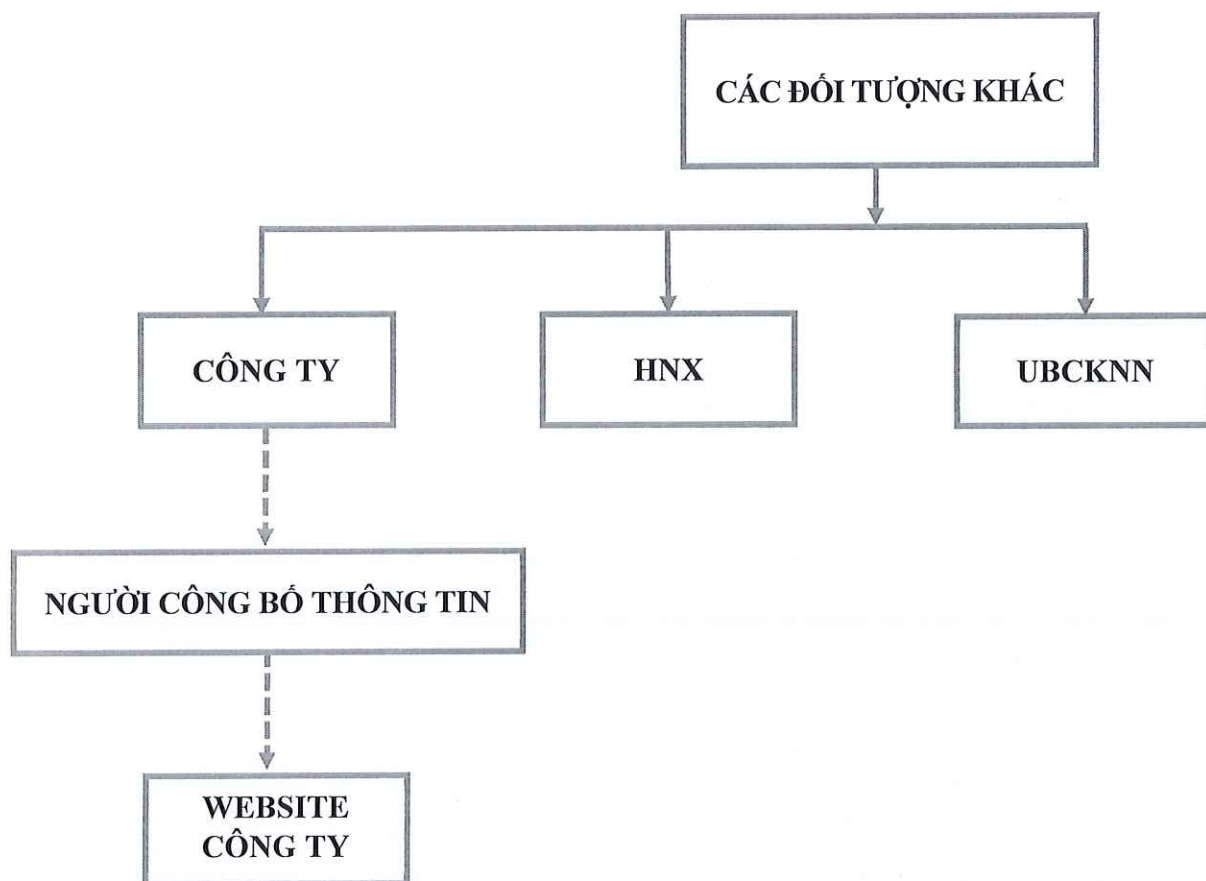 CÁC ĐỐI TƯỢNG KHÁC
CÔNG TY
HNX
UBCKNN
NGƯỜI CÔNG BỐ THÔNG TIN
WEBSITE
CÔNG TY